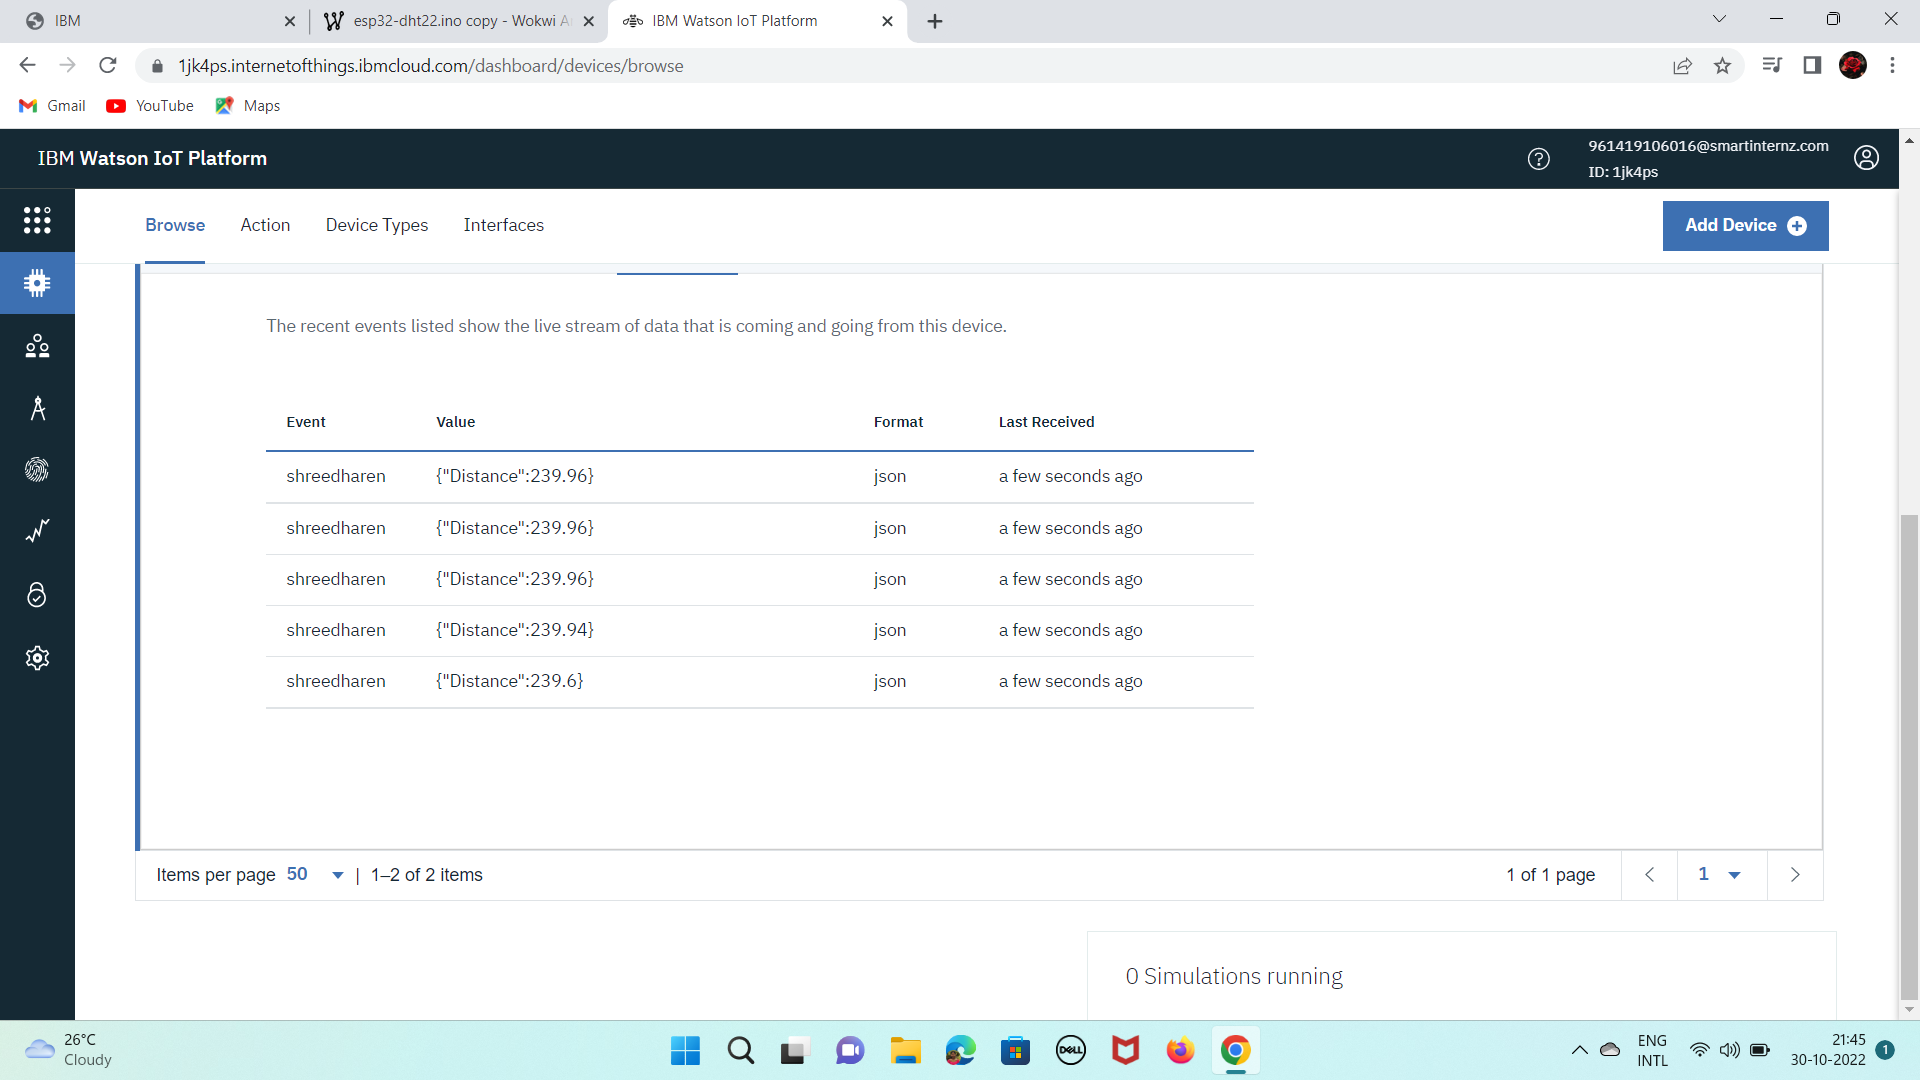 IBM
esp32-dht22.ino copy - Wokwi A
IBM Watson IoT Platform
1jk4ps.internetofthings.ibmcloud.com/dashboard/devices/browse
Gmail
YouTube
Maps
IBM Watson IoT Platform
961419106016@smartinternz.com
ID: 1jk4ps
Browse
Action
Device Types
Interfaces
Add Device
The recent events listed show the live stream of data that is coming and going from this device.
Event Value Format Last Received
shreedharen {"Distance":239.96} json a few seconds ago
shreedharen {"Distance":239.96} json a few seconds ago
shreedharen {"Distance":239.96} json a few seconds ago
shreedharen {"Distance":239.94} json a few seconds ago
shreedharen {"Distance":239.6} json a few seconds ago
Items per page 50 | 1–2 of 2 items
1 of 1 page
1
0 Simulations running
26°C
Cloudy
DELL
ENG
INTL
21:45
30-10-2022
1